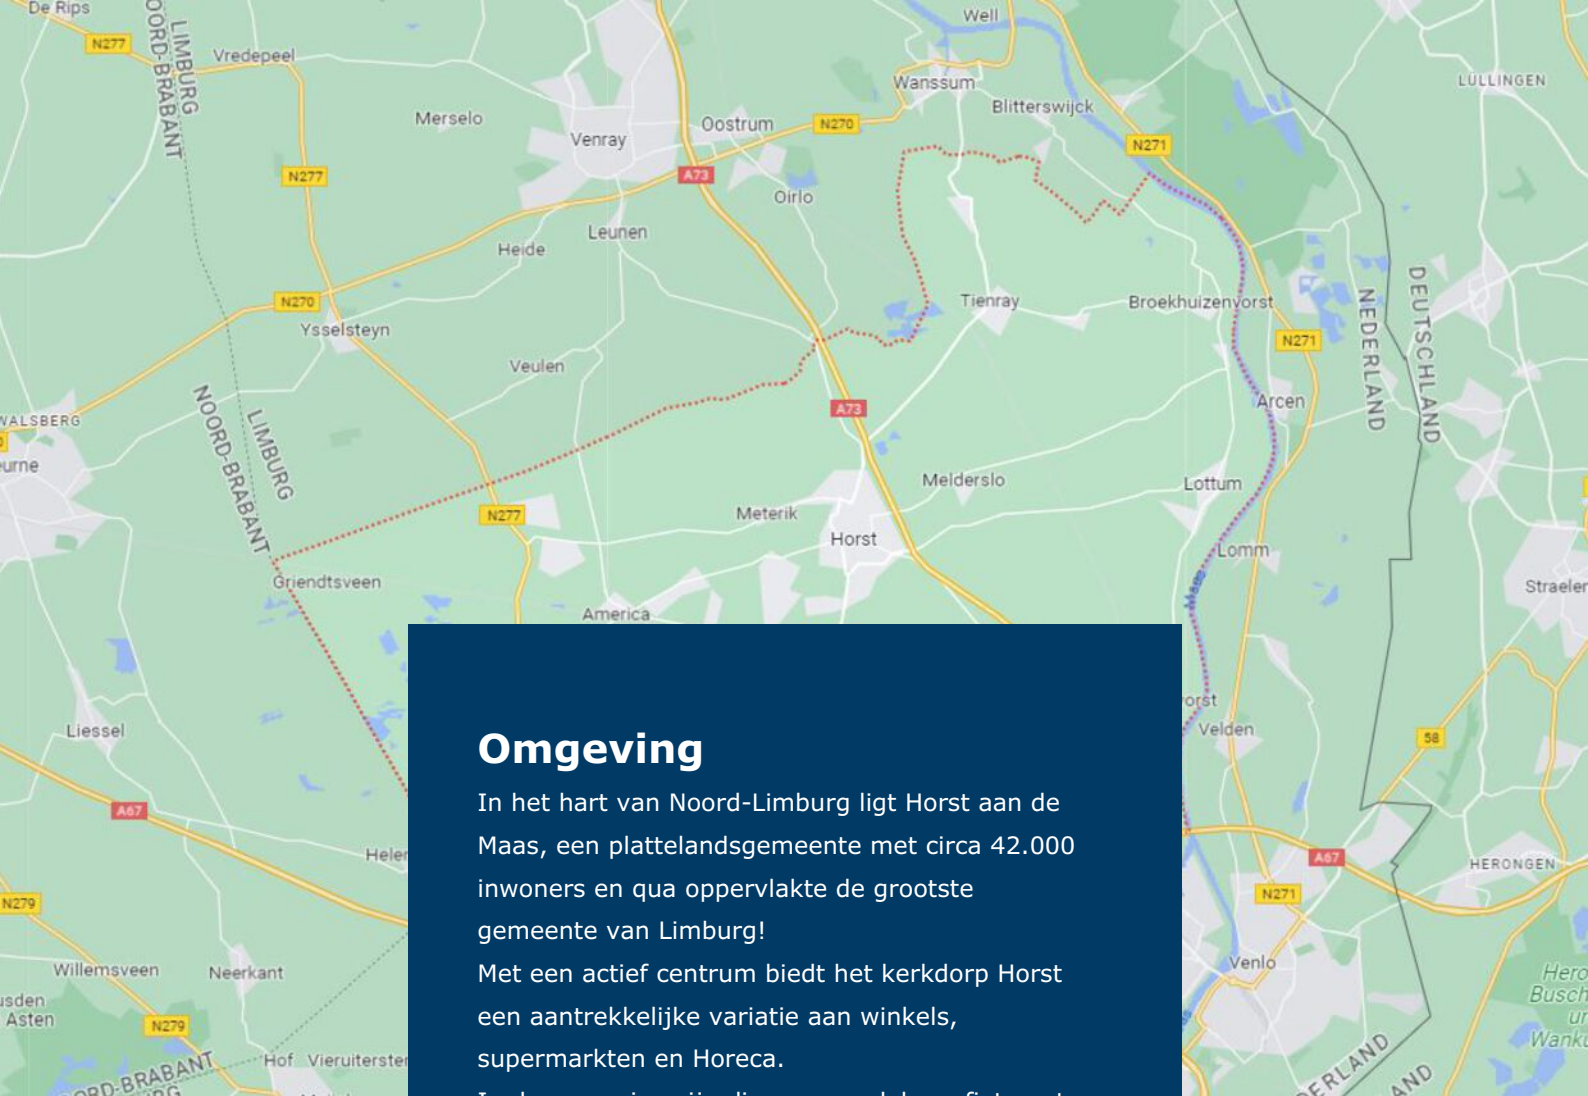 De Rips
Well
N277
LIMBURG
NOORD-BRABANT
Vredepeel
Wanssum
LÜLLINGEN
Merselo
Oostrum
N270
Blitterswijck
Venray
N271
N277
A73
Oirlo
Leunen
Heide
N270
Tienray
Broekhuizenvorst
NEDERLAND
DEUTSCHLAND
Ysselsteyn
N271
Veulen
Arcen
A73
LIMBURG
NOORD-BRABANT
Melderslo
Lottum
N277
Meterik
Horst
Lomm
Griendtsveen
Maas
America
Liessel
Velden
58
A67
A67
HERONGEN
N271
N279
Willemsveen
Neerkant
Venlo
Asten
N279
Hof
Omgeving
In het hart van Noord-Limburg ligt Horst aan de
Maas, een plattelandsgemeente met circa 42.000
inwoners en qua oppervlakte de grootste
gemeente van Limburg!
Met een actief centrum biedt het kerkdorp Horst
een aantrekkelijke variatie aan winkels,
supermarkten en Horeca.